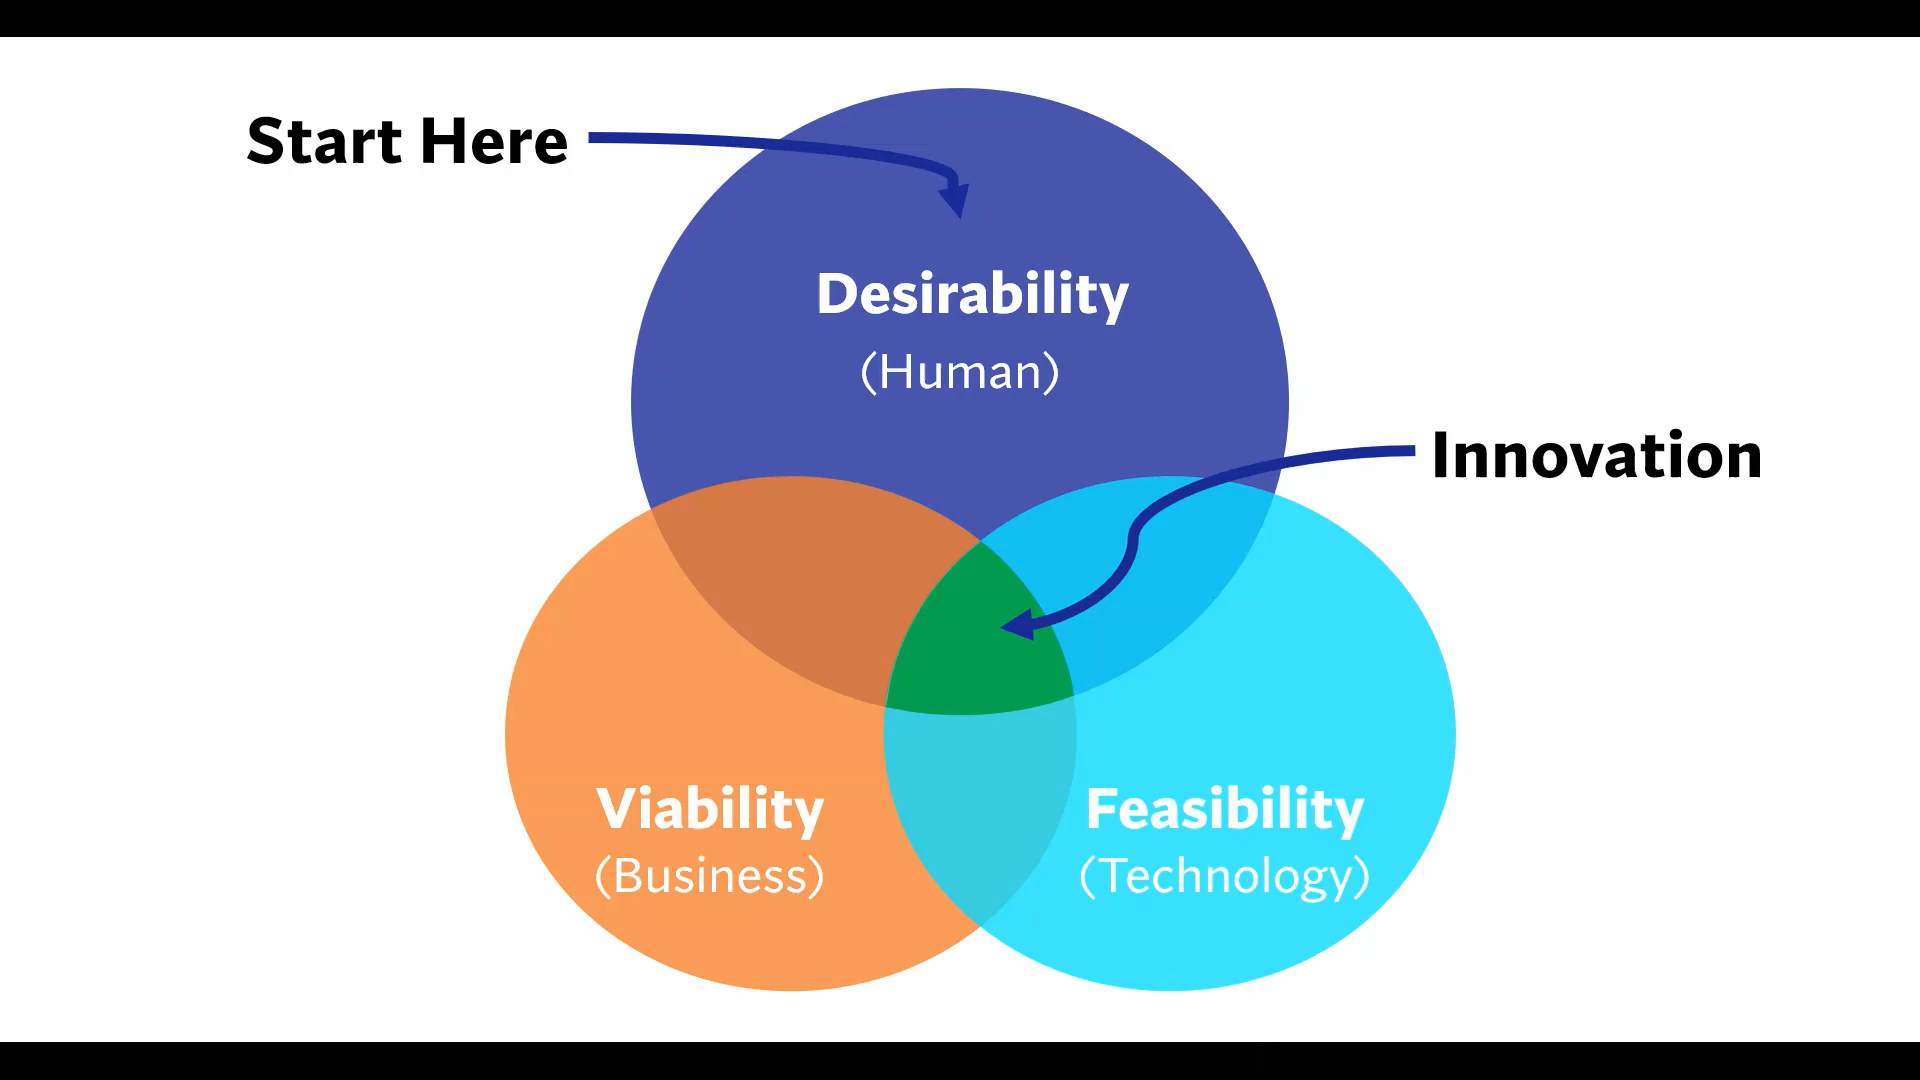 Start Here
Desirability
(Human)
Innovation
Viability
(Business)
Feasibility
(Technology)